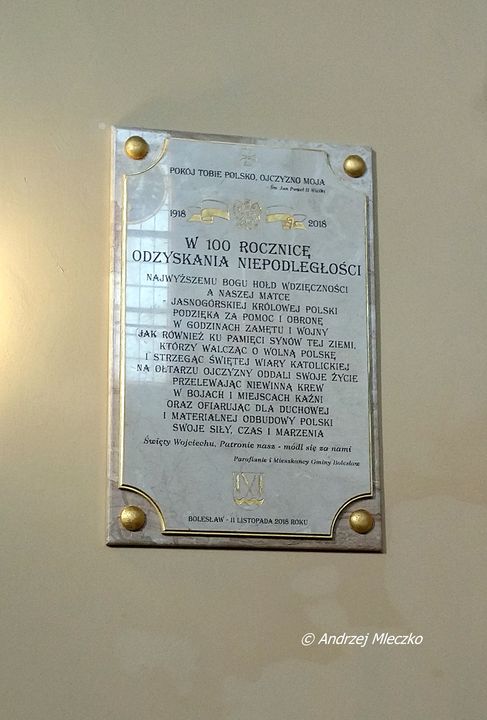 POKÓJ TOBIE POLSKO, OJCZYZNO MOJA
- Św. Jan Paweł II Wielki
1918 2018
W 100 ROCZNICĘ
ODZYSKANIA NIEPODLEGŁOŚCI
NAJWYŻSZEMU BOGU HOŁD WDZIĘCZNOŚCI
A NASZEJ MATCE
- JASNOGÓRSKIEJ KRÓLOWEJ POLSKI
PODZIĘKA ZA POMOC I OBRONĘ
W GODZINACH ZAMĘTU I WOJNY
JAK RÓWNIEŻ KU PAMIĘCI SYNÓW TEJ ZIEMI,
KTÓRZY WALCZĄC O WOLNĄ POLSKĘ
I STRZEGĄC ŚWIĘTEJ WIARY KATOLICKIEJ
NA OŁTARZU OJCZYZNY ODDALI SWOJE ŻYCIE
PRZELEWAJĄC NIEWINNĄ KREW
W BOJACH I MIEJSCACH KAŹNI
ORAZ OFIARUJĄC DLA DUCHOWEJ
I MATERIALNEJ ODBUDOWY POLSKI
SWOJE SIŁY, CZAS I MARZENIA
Święty Wojciechu, Patronie nasz - módl się za nami
Parafianie i Mieszkańcy Gminy Bolesław
BOLESŁAW - 11 LISTOPADA 2018 ROKU
© Andrzej Mleczko